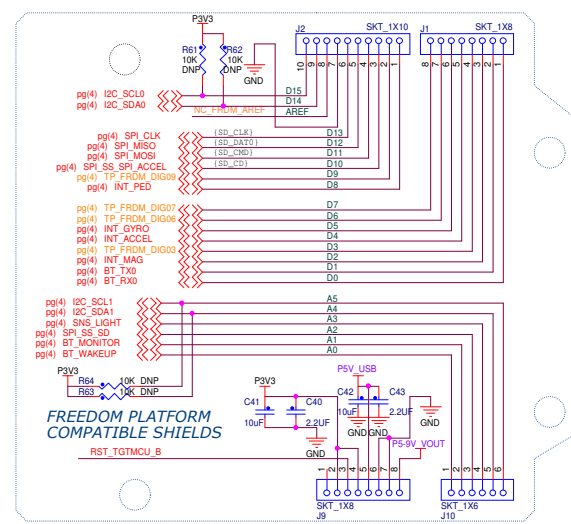 P3V3
J2 SKT_1X10
J1 SKT_1X8
R61 R62
10K 10K
DNP DNP
GND
10 9 8 7 6 5 4 3 2 1
8 7 6 5 4 3 2 1
pg(4) I2C_SCL0 D15
pg(4) I2C_SDA0 D14
NC_FRDM_AREF AREF
pg(4) SPI_CLK {SD_CLK} D13
pg(4) SPI_MISO {SD_DAT0} D12
pg(4) SPI_MOSI {SD_CMD} D11
pg(4) SPI_SS_SPI_ACCEL {SD_CD} D10
pg(4) TP_FRDM_DIG09 D9
pg(4) INT_PED D8
pg(4) TP_FRDM_DIG07 D7
pg(4) TP_FRDM_DIG06 D6
pg(4) INT_GYRO D5
pg(4) INT_ACCEL D4
pg(4) TP_FRDM_DIG03 D3
pg(4) INT_MAG D2
pg(4) BT_TX0 D1
pg(4) BT_RX0 D0
pg(4) I2C_SCL1 A5
pg(4) I2C_SDA1 A4
pg(4) SNS_LIGHT A3
pg(4) SPI_SS_SD A2
pg(4) BT_MONITOR A1
pg(4) BT_WAKEUP A0
P3V3
R64 10K DNP
R63 10K DNP
P3V3
P5V_USB
C41 C40
10uF 2.2UF
GND
C42 C43
10uF 2.2UF
GND GND
GND
P5-9V_VOUT
FREEDOM PLATFORM
COMPATIBLE SHIELDS
RST_TGTMCU_B
1 2 3 4 5 6 7 8
1 2 3 4 5 6
SKT_1X8
J9
SKT_1X6
J10